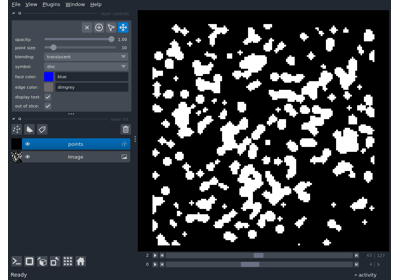 File View Plugins Window Help
opacity: 1.00
point size: 10
blending: translucent
symbol: disc
face color: blue
edge color: dimgrey
display text:
out of slice:
points
Image
2
0
Ready
activity